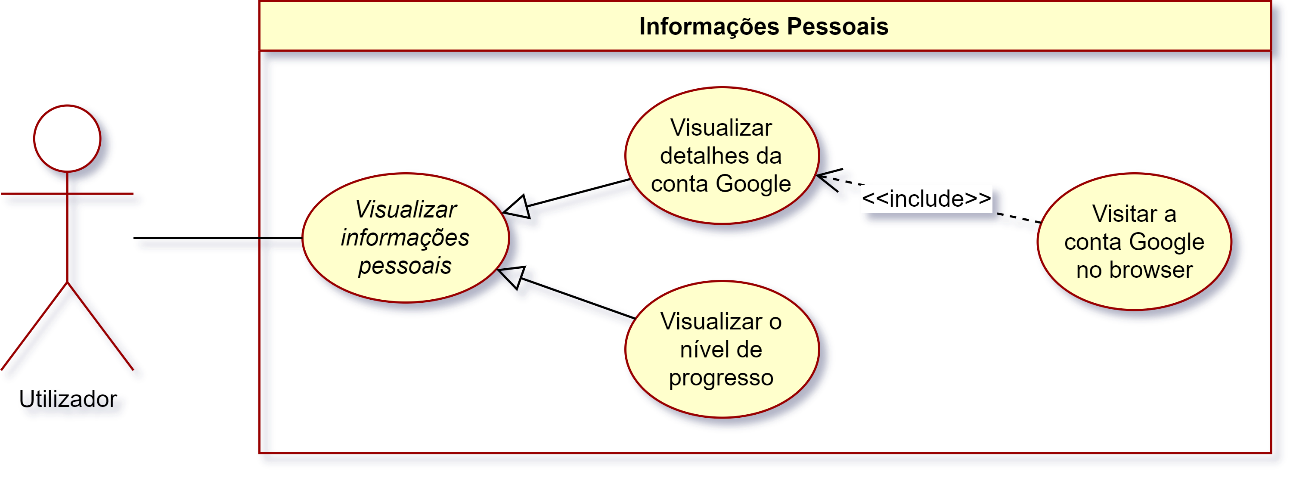 Informações Pessoais
Visualizar
detalhes da
conta Google
<<include>>
Visualizar
informações
pessoais
Visitar a
conta Google
no browser
Visualizar o
nível de
progresso
Utilizador